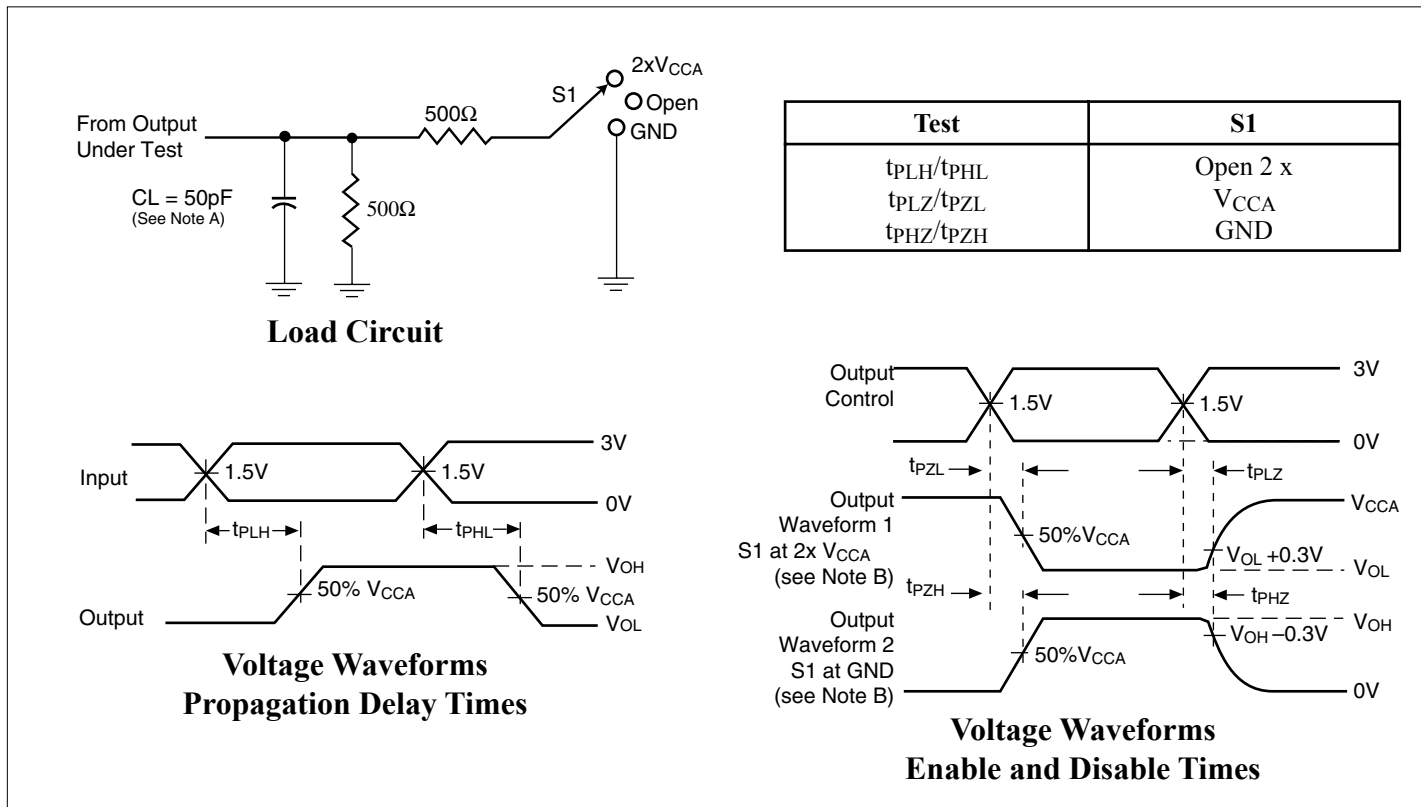 2xVCCA
S1
Open
GND
500Ω
From Output
Under Test
CL = 50pF
(See Note A)
500Ω
Load Circuit
Test S1
tPLH/tPHL Open 2 x
tPLZ/tPZL VCCA
tPHZ/tPZH GND
Input
1.5V
1.5V
3V
0V
tPLH
tPHL
Output
50% VCCA
50% VCCA
VOH
VOL
Voltage Waveforms
Propagation Delay Times
Output
Control
1.5V
1.5V
3V
0V
tPZL
tPLZ
Output
Waveform 1
S1 at 2x VCCA
(see Note B)
50%VCCA
VCCA
VOL +0.3V
VOL
tPZH
tPHZ
Output
Waveform 2
S1 at GND
(see Note B)
50%VCCA
VOH
VOH –0.3V
0V
Voltage Waveforms
Enable and Disable Times